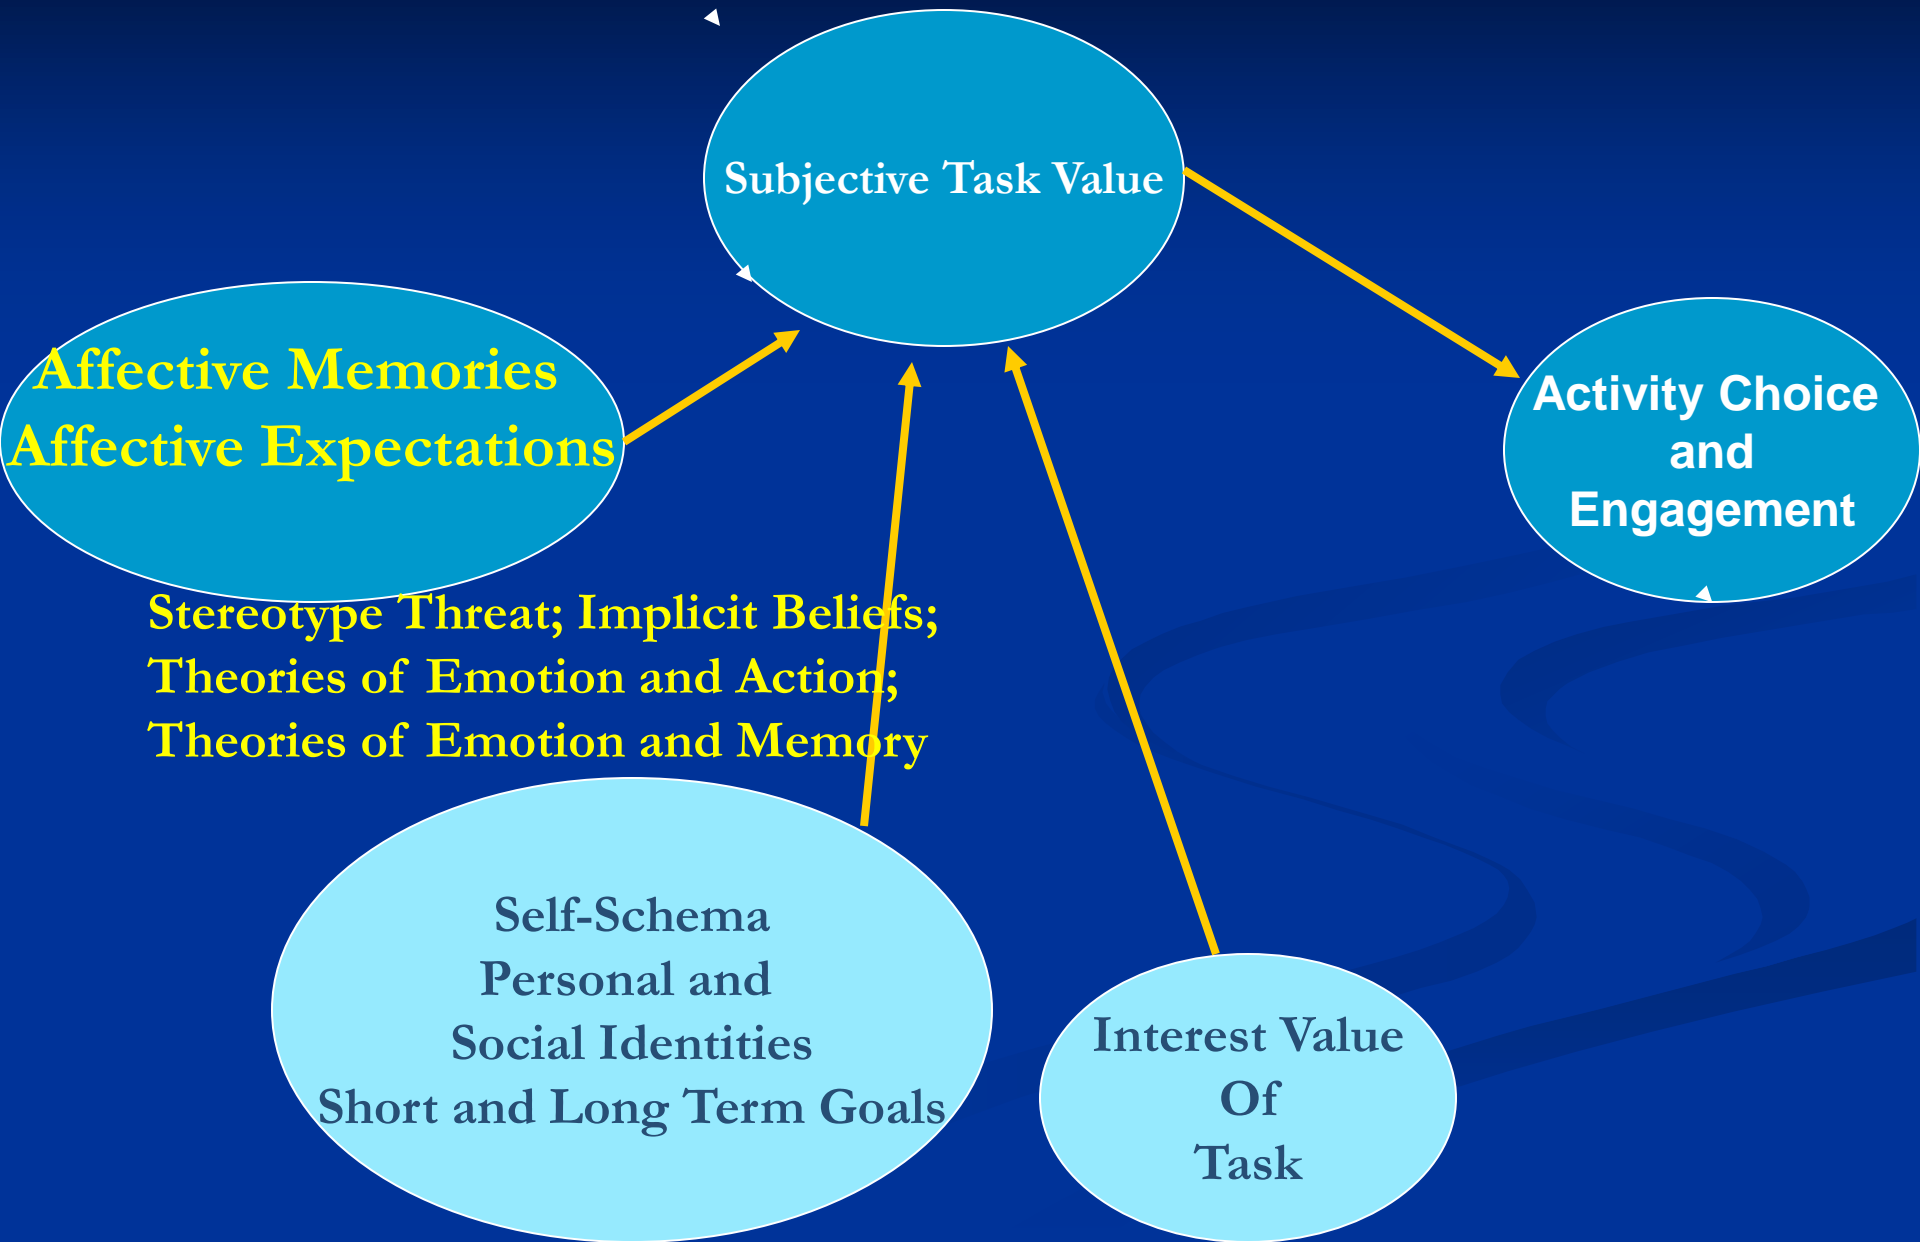 Subjective Task Value
Affective Memories
Affective Expectations
Activity Choice
and
Engagement
Stereotype Threat; Implicit Beliefs;
Theories of Emotion and Action;
Theories of Emotion and Memory
Self-Schema
Personal and
Social Identities
Short and Long Term Goals
Interest Value
Of
Task